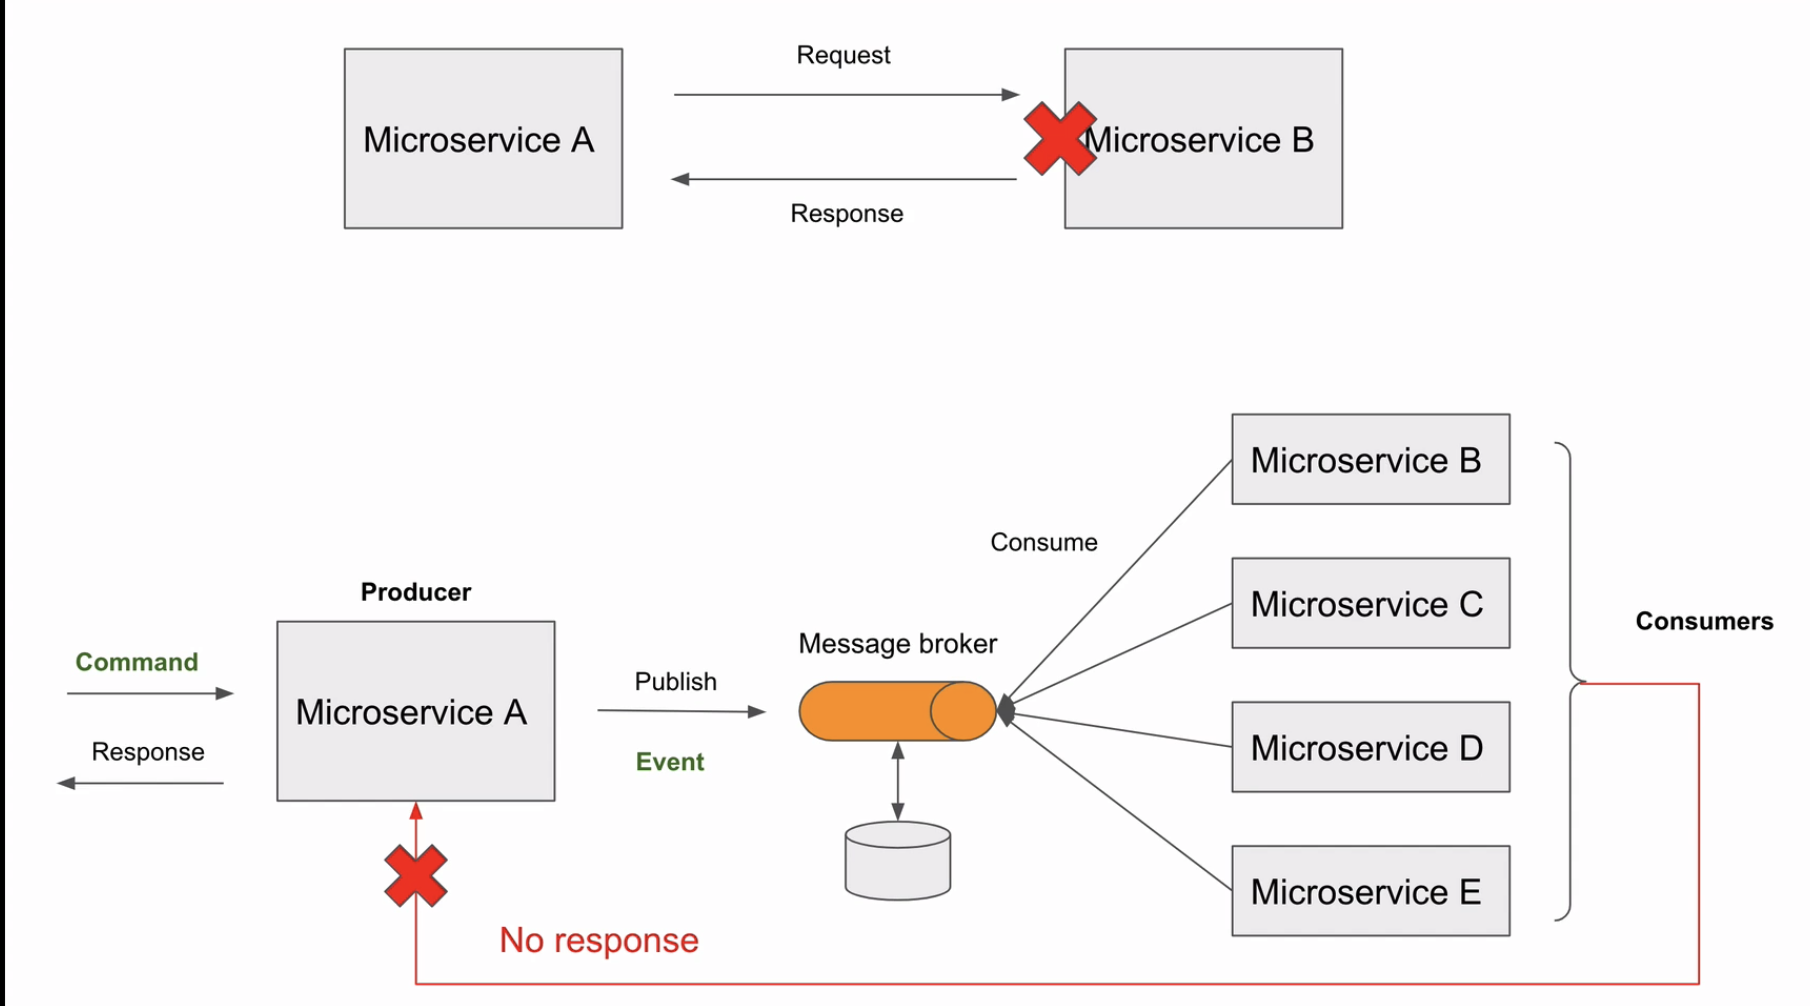 Request
Microservice A
Microservice B
Response
Microservice B
Consume
Microservice C
Producer
Consumers
Message broker
Command
Publish
Microservice A
Response
Event
Microservice D
Microservice E
No response